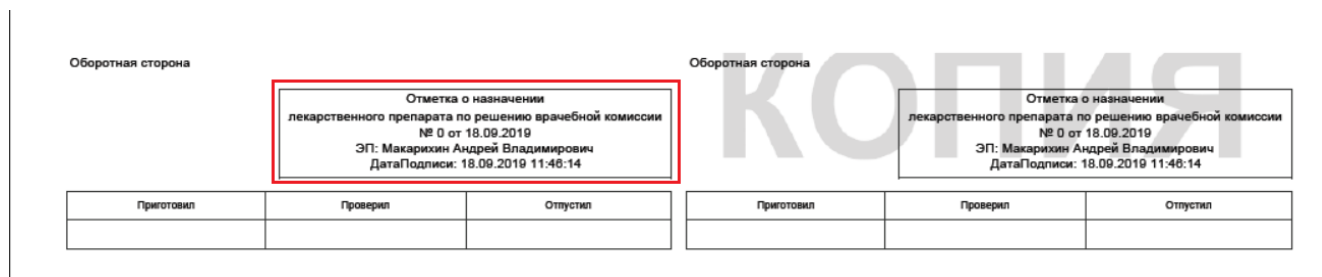 Оборотная сторона
Отметка о назначении
лекарственного препарата по решению врачебной комиссии
№ 0 от 18.09.2019
ЭП: Макарихин Андрей Владимирович
ДатаПодписи: 18.09.2019 11:46:14
Приготовил Проверил Отпустил
КОПИЯ
Оборотная сторона
Отметка о назначении
лекарственного препарата по решению врачебной комиссии
№ 0 от 18.09.2019
ЭП: Макарихин Андрей Владимирович
ДатаПодписи: 18.09.2019 11:46:14
Приготовил Проверил Отпустил